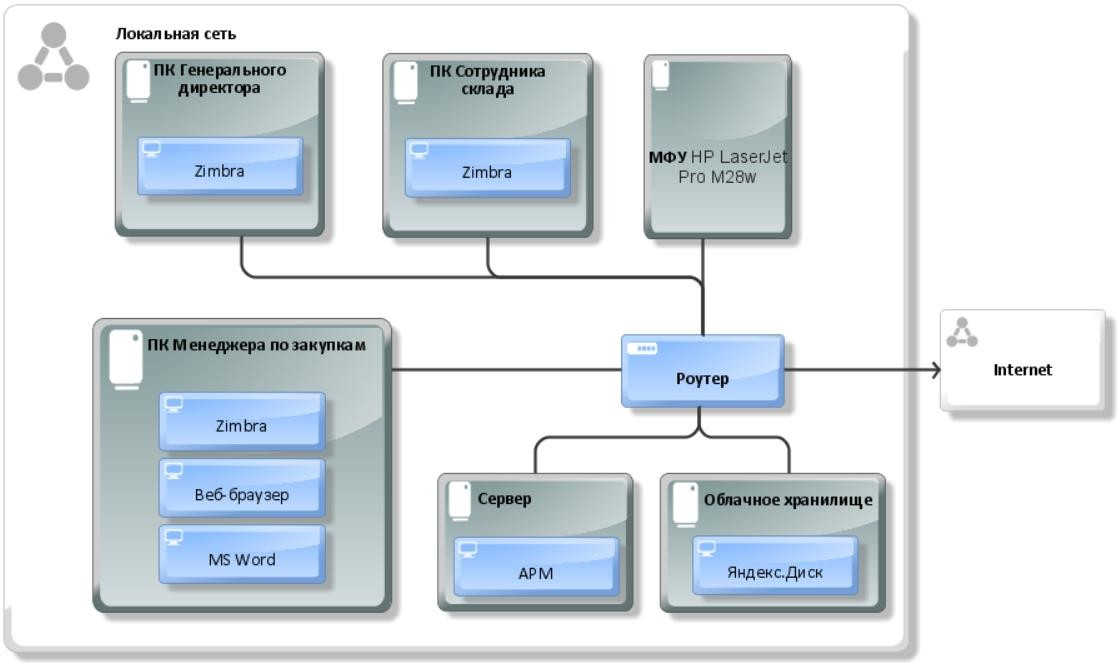 Локальная сеть
ПК Генерального
директора
Zimbra
ПК Сотрудника
склада
Zimbra
МФУ HP LaserJet
Pro M28w
ПК Менеджера по закупкам
Zimbra
Веб-браузер
MS Word
Роутер
Internet
Сервер
АРМ
Облачное хранилище
Яндекс.Диск